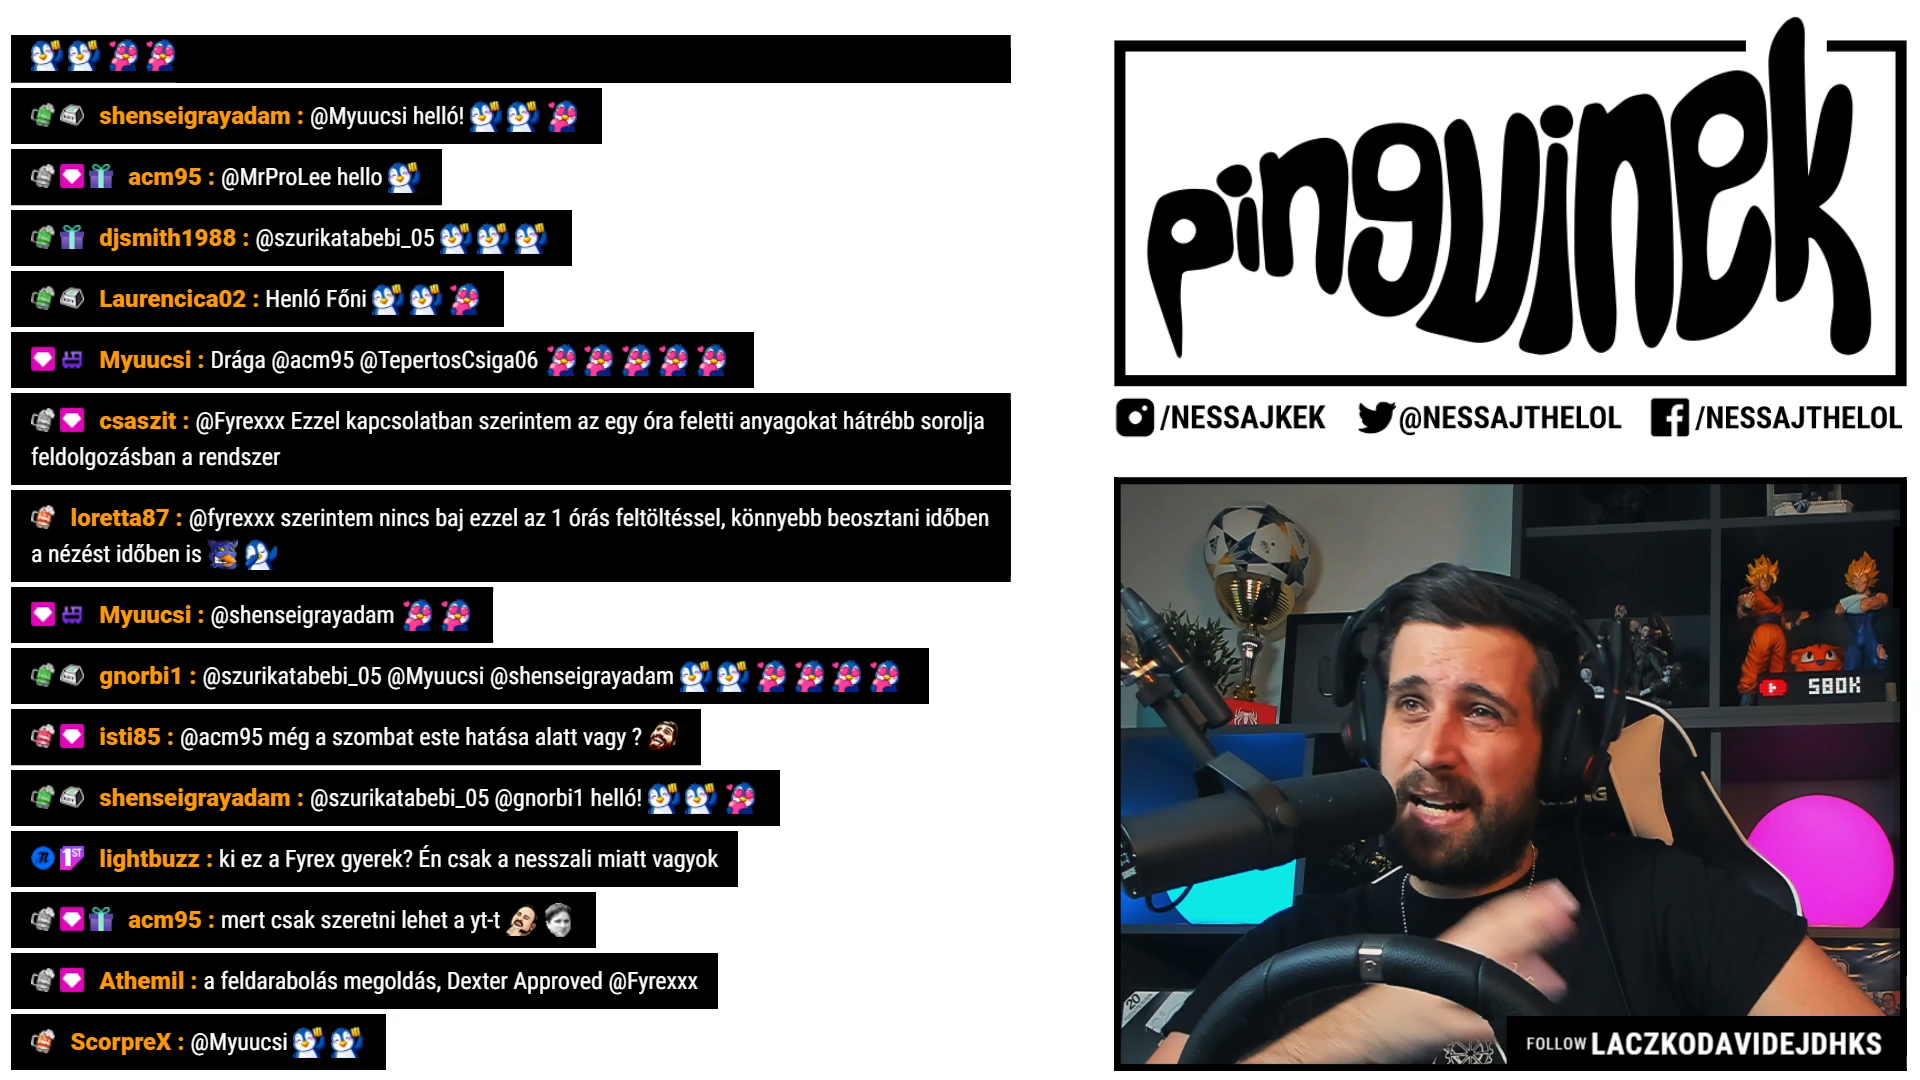 shenseigrayadam : @Myuucsi helló!
acm95 : @MrProLee hello
djsmith1988 : @szurikatabebi_05
Laurencica02 : Henló Főni
Myuucsi : Drága @acm95 @TepertosCsiga06
csaszit : @Fyrexxx Ezzel kapcsolatban szerintem az egy óra feletti anyagokat hátrébb sorolja
feldolgozásban a rendszer
loretta87 : @fyrexxx szerintem nincs baj ezzel az 1 órás feltöltéssel, könnyebb beosztani időben
a nézést időben is
Myuucsi : @shenseigrayadam
gnorbi1 : @szurikatabebi_05 @Myuucsi @shenseigrayadam
isti85 : @acm95 még a szombat este hatása alatt vagy ?
shenseigrayadam : @szurikatabebi_05 @gnorbi1 helló!
1ST lightbuzz : ki ez a Fyrex gyerek? Én csak a nesszali miatt vagyok
acm95 : mert csak szeretni lehet a yt-t
Athemil : a feldarabolás megoldás, Dexter Approved @Fyrexxx
ScorpreX : @Myuucsi
pingvinek
/NESSAJKEK @NESSAJTHELOL /NESSAJTHELOL
580K
20
FOLLOW LACZKODAVIDEJDHKS